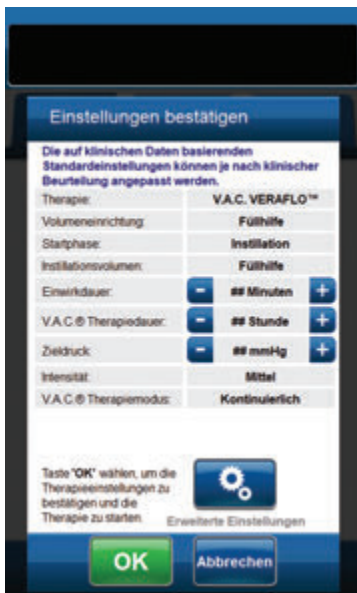 Einstellungen bestätigen
Die auf klinischen Daten basierenden
Standardeinstellungen können je nach klinischer
Beurteilung angepasst werden.
Therapie: V.A.C. VERAFLO™
Volumeneinrichtung: Füllhilfe
Startphase: Instillation
Instillationsvolumen: Füllhilfe
Einwirkdauer: - ## Minuten +
V.A.C.® Therapiedauer: - ## Stunde +
Zieldruck: - ## mmHg +
Intensität: Mittel
V.A.C.® Therapiemodus: Kontinuierlich
Taste "OK" wählen, um die
Therapieeinstellungen zu
bestätigen und die
Therapie zu starten.
Erweiterte Einstellungen
OK
Abbrechen